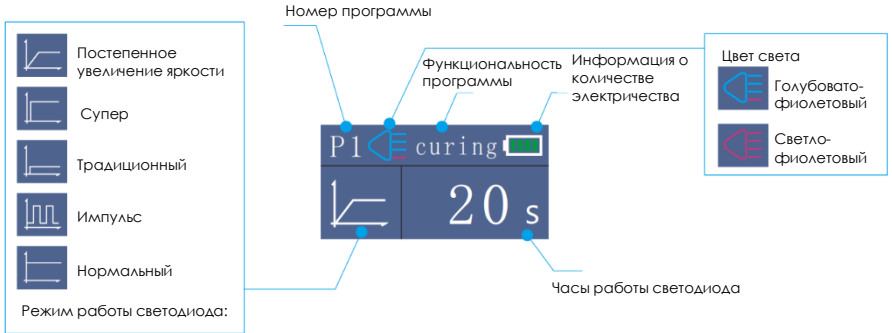 Номер программы
Постепенное
увеличение яркости
Супер
Традиционный
Импульс
Нормальный
Режим работы светодиода:
Функциональность
программы
Информация о
количестве
электричества
Цвет света
Голубовато-
фиолетовый
Светло-
фиолетовый
P1 curing
20 s
Часы работы светодиода